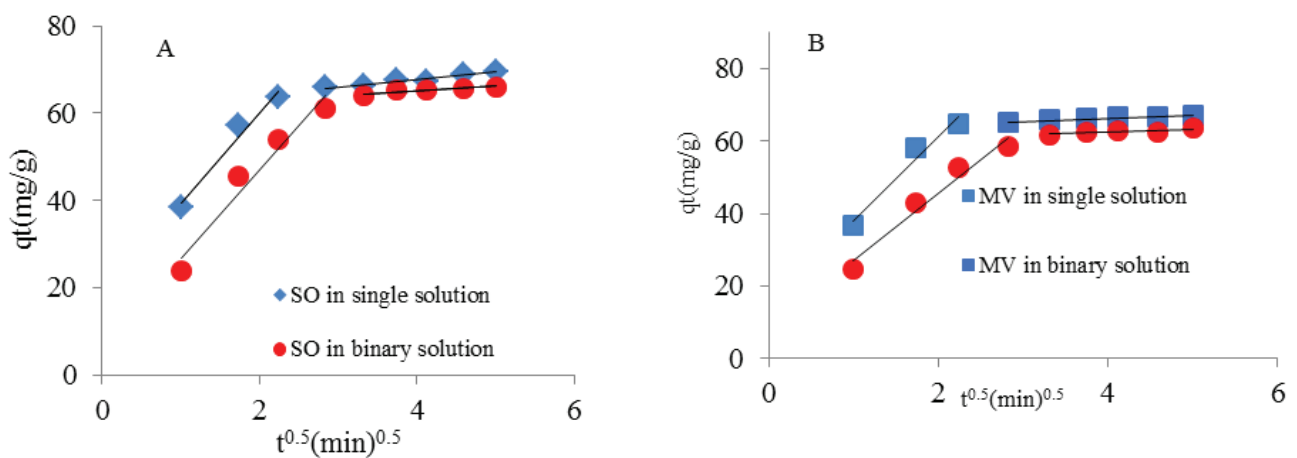 A
qt(mg/g)
80
60
40
20
0
SO in single solution
SO in binary solution
0 2 4 6
t^0.5(min)^0.5
B
qt(mg/g)
80
60
40
20
0
MV in single solution
MV in binary solution
0 2 4 6
t^0.5(min)^0.5